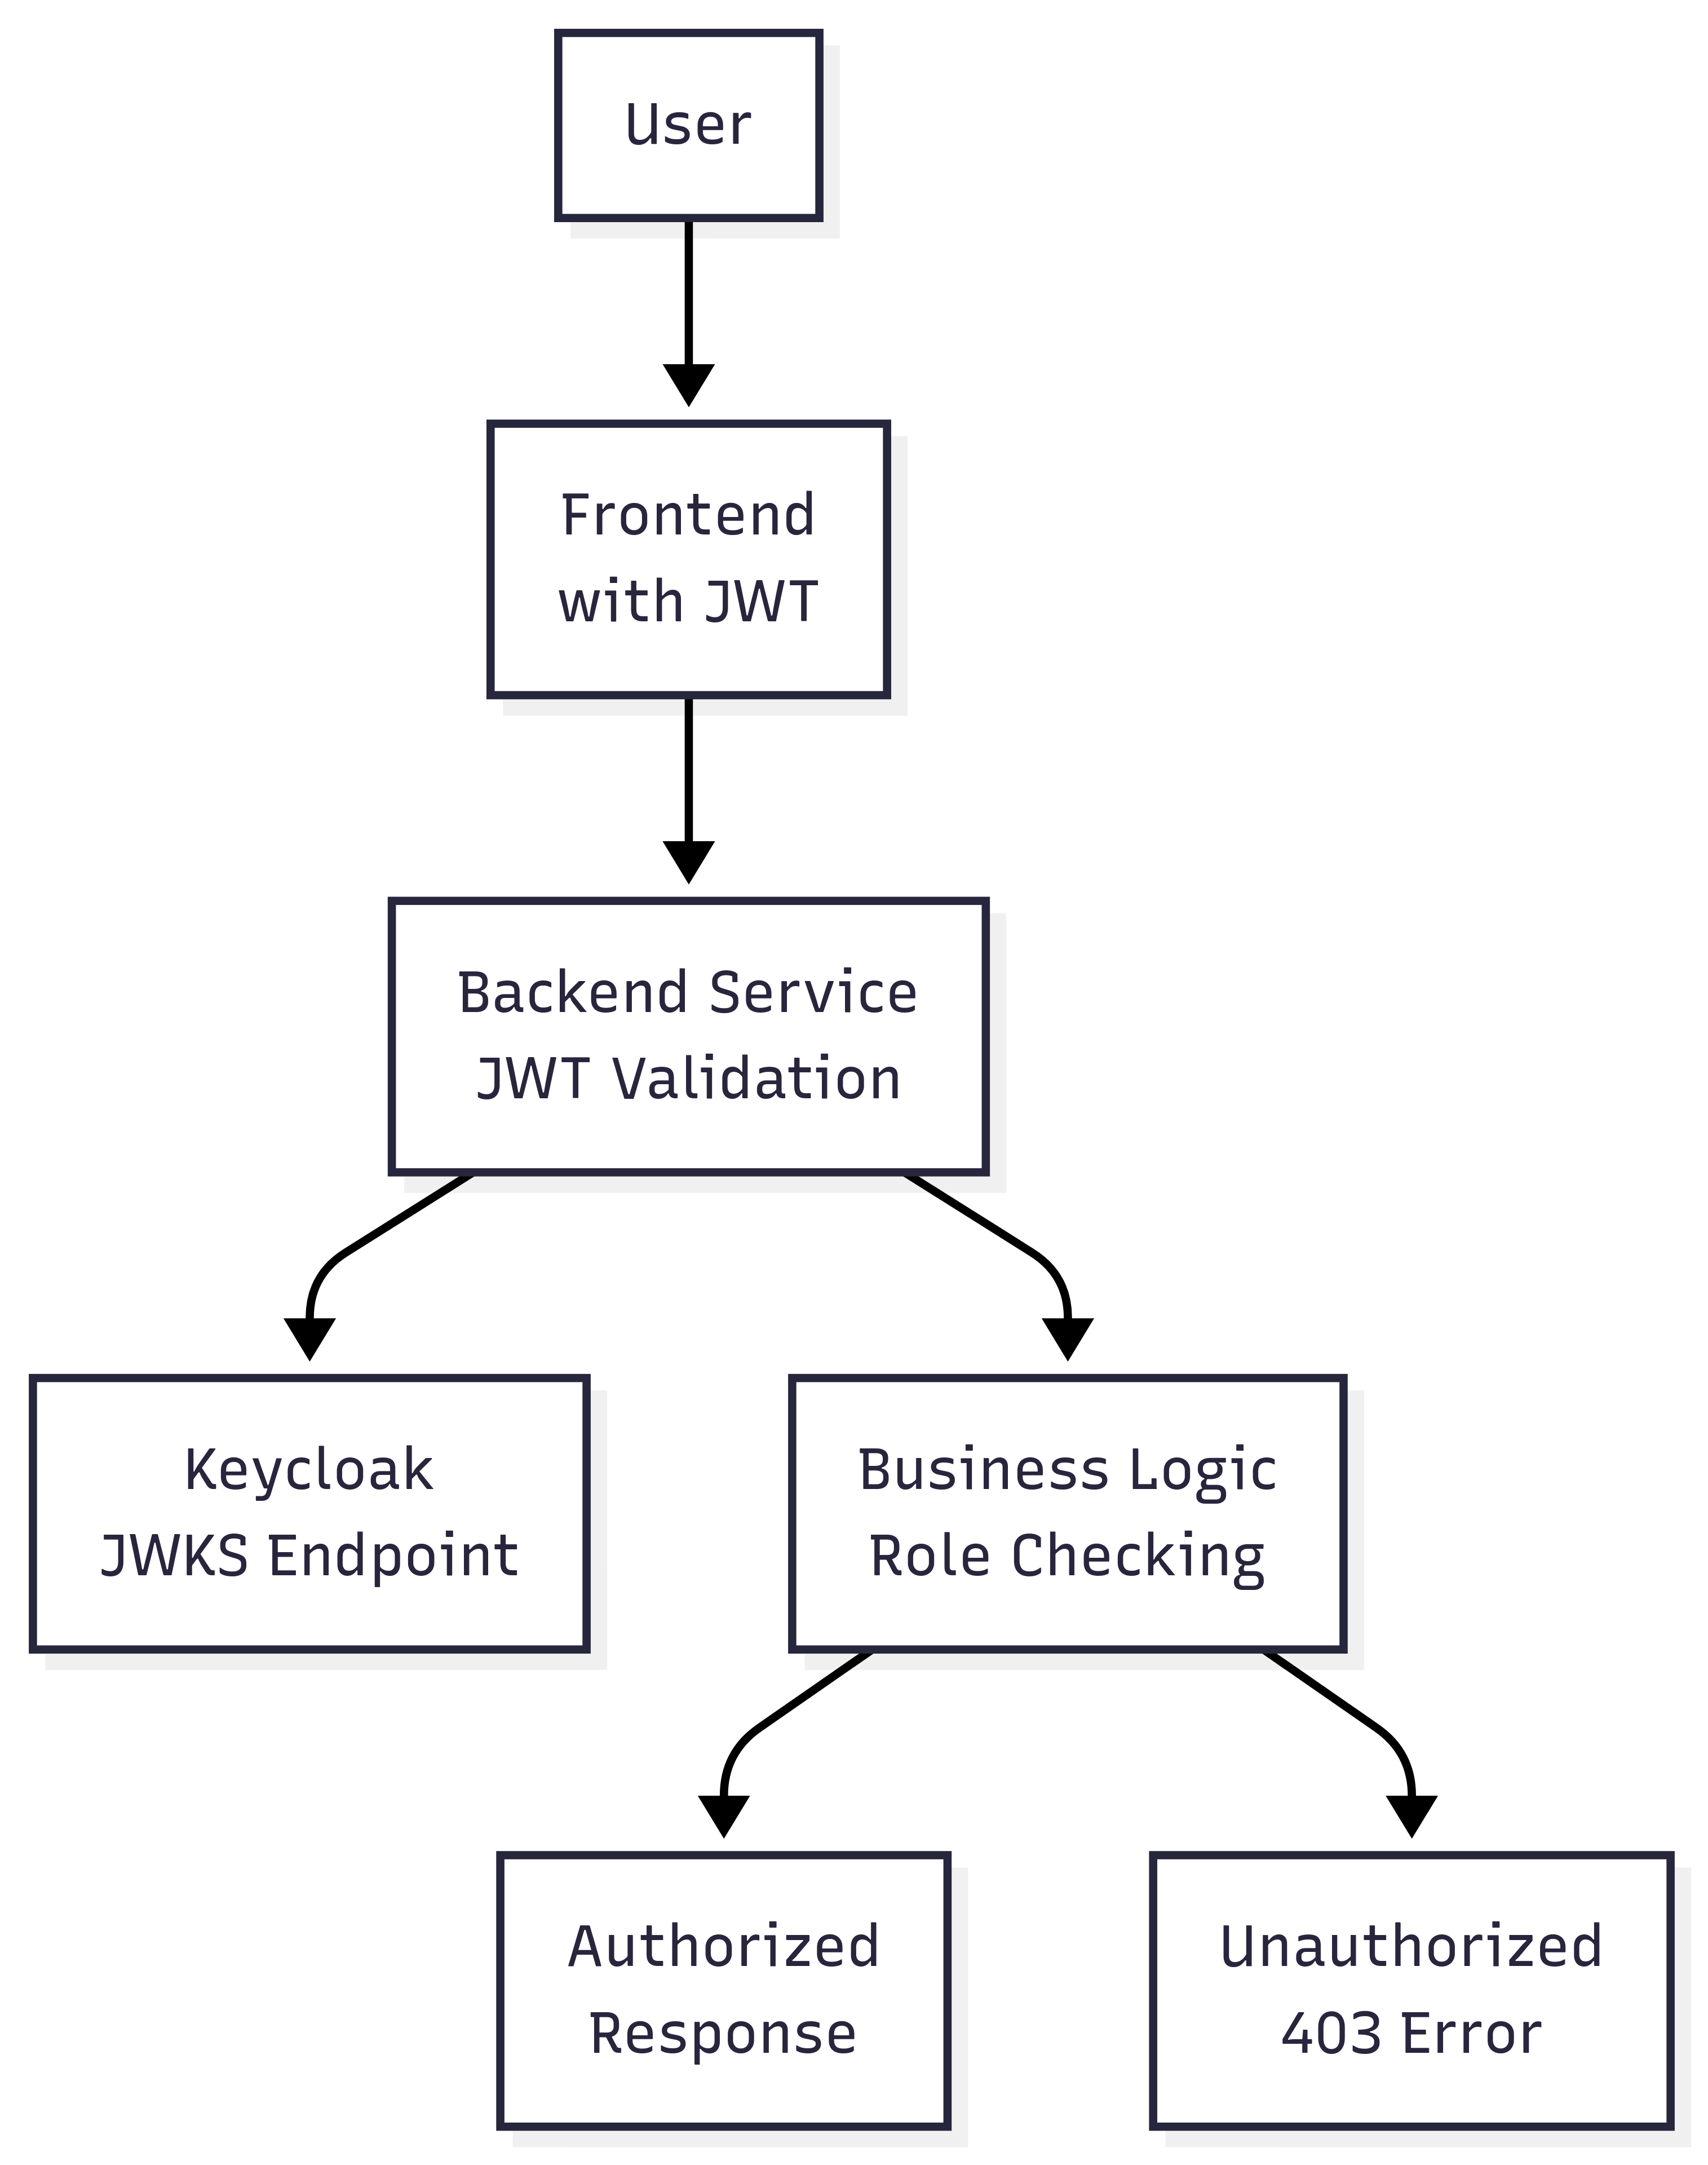 User
Frontend
with JWT
Backend Service
JWT Validation
Keycloak
JWKS Endpoint
Business Logic
Role Checking
Authorized
Response
Unauthorized
403 Error